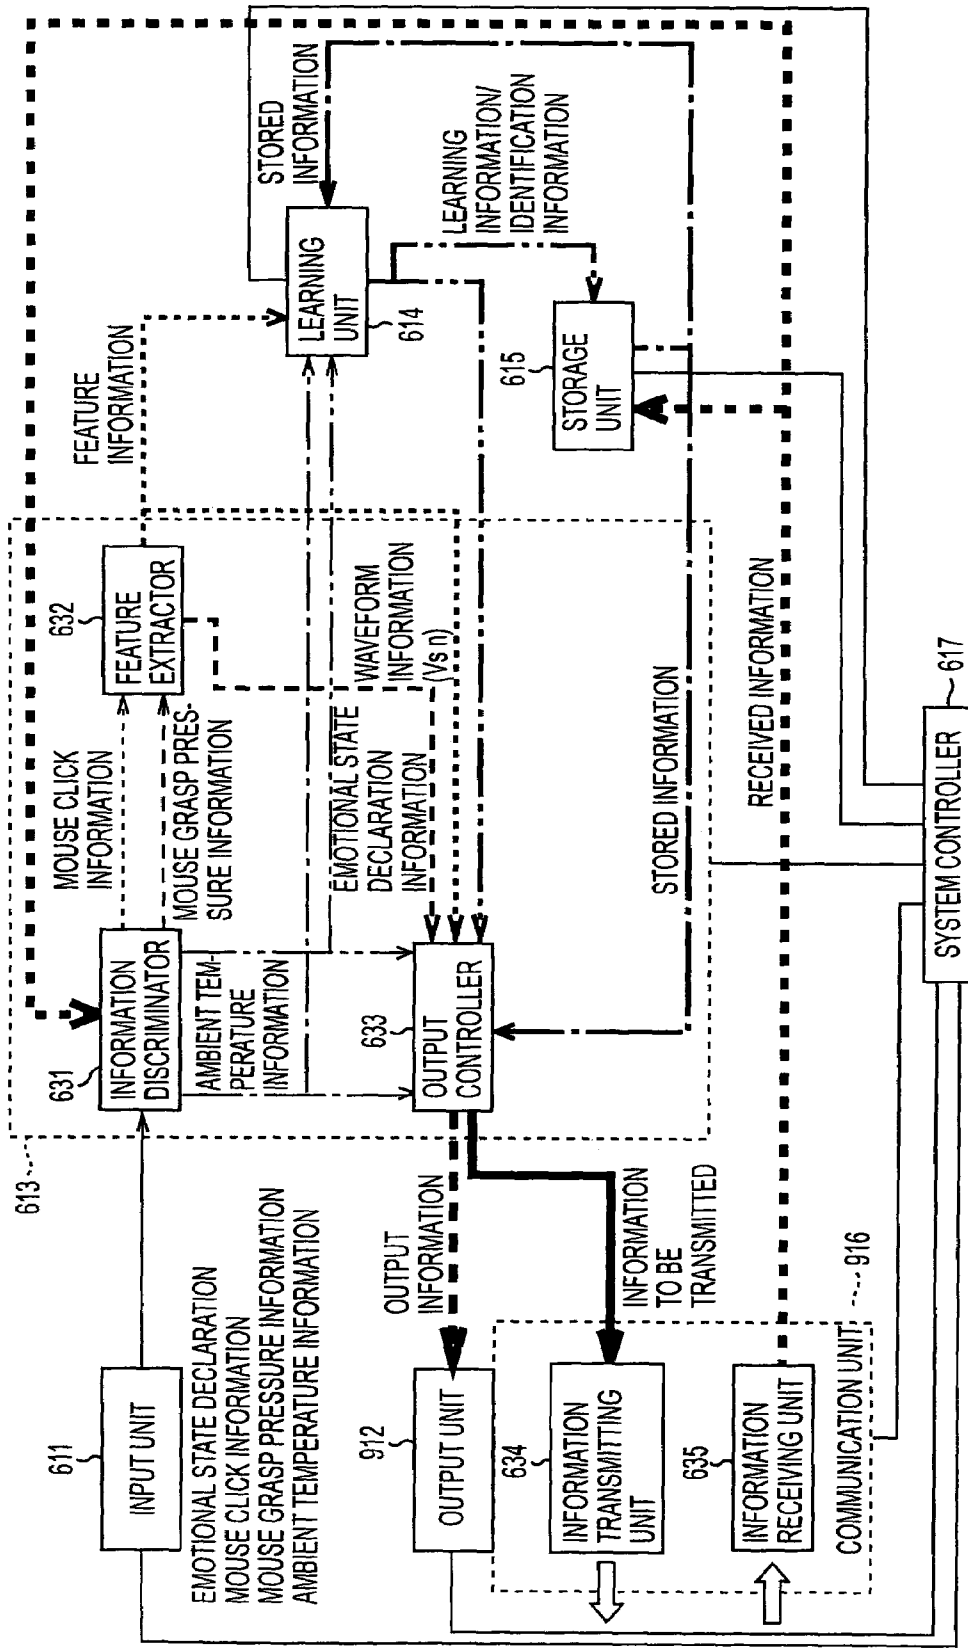 613
611
INPUT UNIT
EMOTIONAL STATE DECLARATION
MOUSE CLICK INFORMATION
MOUSE GRASP PRESSURE INFORMATION
AMBIENT TEMPERATURE INFORMATION
631
INFORMATION
DISCRIMINATOR
MOUSE CLICK
INFORMATION
MOUSE GRASP PRES-
SURE INFORMATION
632
FEATURE
EXTRACTOR
FEATURE
INFORMATION
AMBIENT TEM-
PERATURE
INFORMATION
EMOTIONAL STATE
DECLARATION
INFORMATION
WAVEFORM
INFORMATION
(Vs n)
STORED
INFORMATION
LEARNING
UNIT
614
LEARNING
INFORMATION/
IDENTIFICATION
INFORMATION
633
OUTPUT
CONTROLLER
615
STORAGE
UNIT
912
OUTPUT UNIT
OUTPUT
INFORMATION
634
INFORMATION
TRANSMITTING
UNIT
INFORMATION
TO BE
TRANSMITTED
STORED INFORMATION
635
INFORMATION
RECEIVING UNIT
RECEIVED INFORMATION
COMMUNICATION UNIT
916
SYSTEM CONTROLLER
617